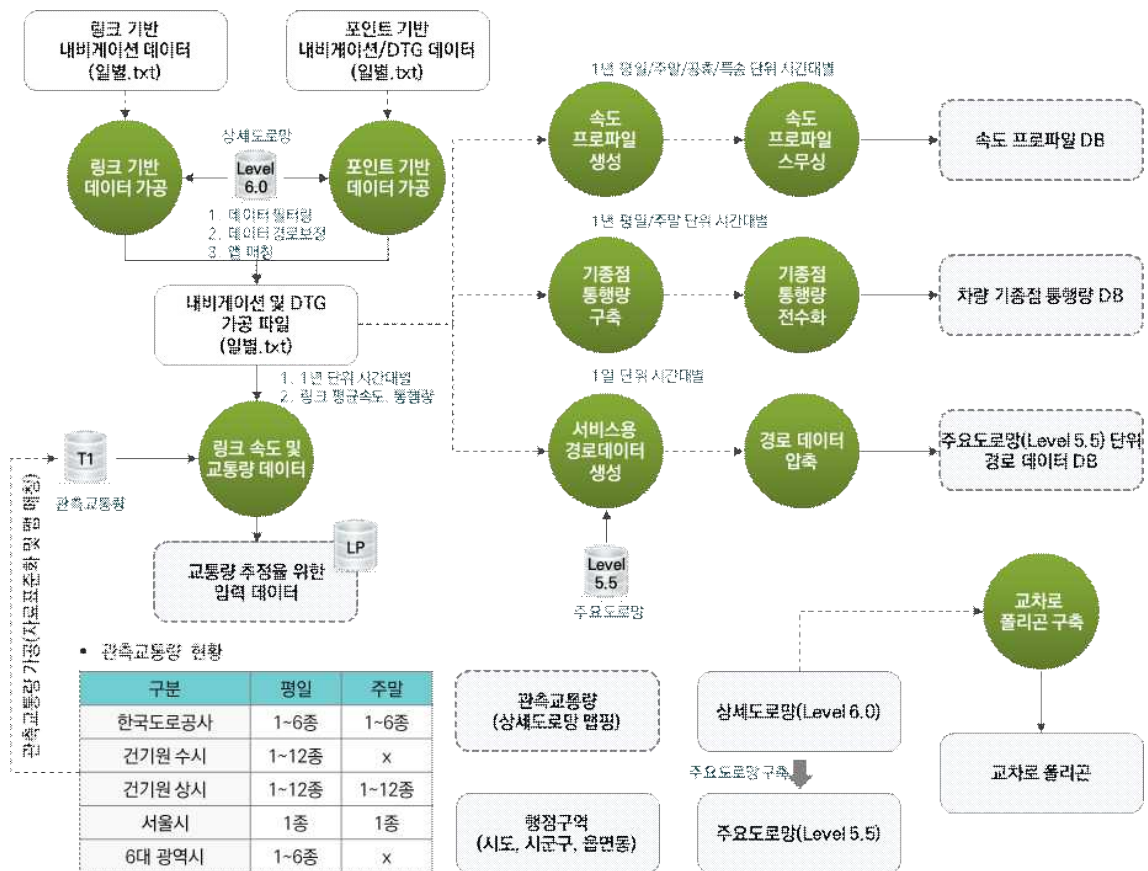 링크 기반
내비게이션 데이터
(일별.txt)
포인트 기반
내비게이션/DTG 데이터
(일별.txt)
상세도로망
Level
6.0
링크 기반
데이터 가공
포인트 기반
데이터 가공
1. 데이터 필터링
2. 데이터 경로보정
3. 맵 매칭
내비게이션 및 DTG
가공 파일
(일별.txt)
1. 1년 단위 시간대별
2. 링크 평균속도, 통행량
T1
관측교통량
링크 속도 및
교통량 데이터
LP
교통량 추정을 위한
입력 데이터
관측교통량 가공(자료표준화 및 맵 매칭)
1년 평일/주말/공휴/특송 단위 시간대별
속도
프로파일
생성
속도
프로파일
스무싱
속도 프로파일 DB
1년 평일/주말 단위 시간대별
기종점
통행량
구축
기종점
통행량
전수화
차량 기종점 통행량 DB
1일 단위 시간대별
서비스용
경로데이터
생성
경로 데이터
압축
주요도로망(Level 5.5) 단위
경로 데이터 DB
Level
5.5
주요도로망
• 관측교통량 현황
구분 평일 주말
한국도로공사 1~6종 1~6종
건기원 수시 1~12종 x
건기원 상시 1~12종 1~12종
서울시 1종 1종
6대 광역시 1~6종 x
관측교통량
(상세도로망 맵핑)
행정구역
(시도, 시군구, 읍면동)
상세도로망(Level 6.0)
주요도로망 구축
주요도로망(Level 5.5)
교차로
폴리곤 구축
교차로 폴리곤